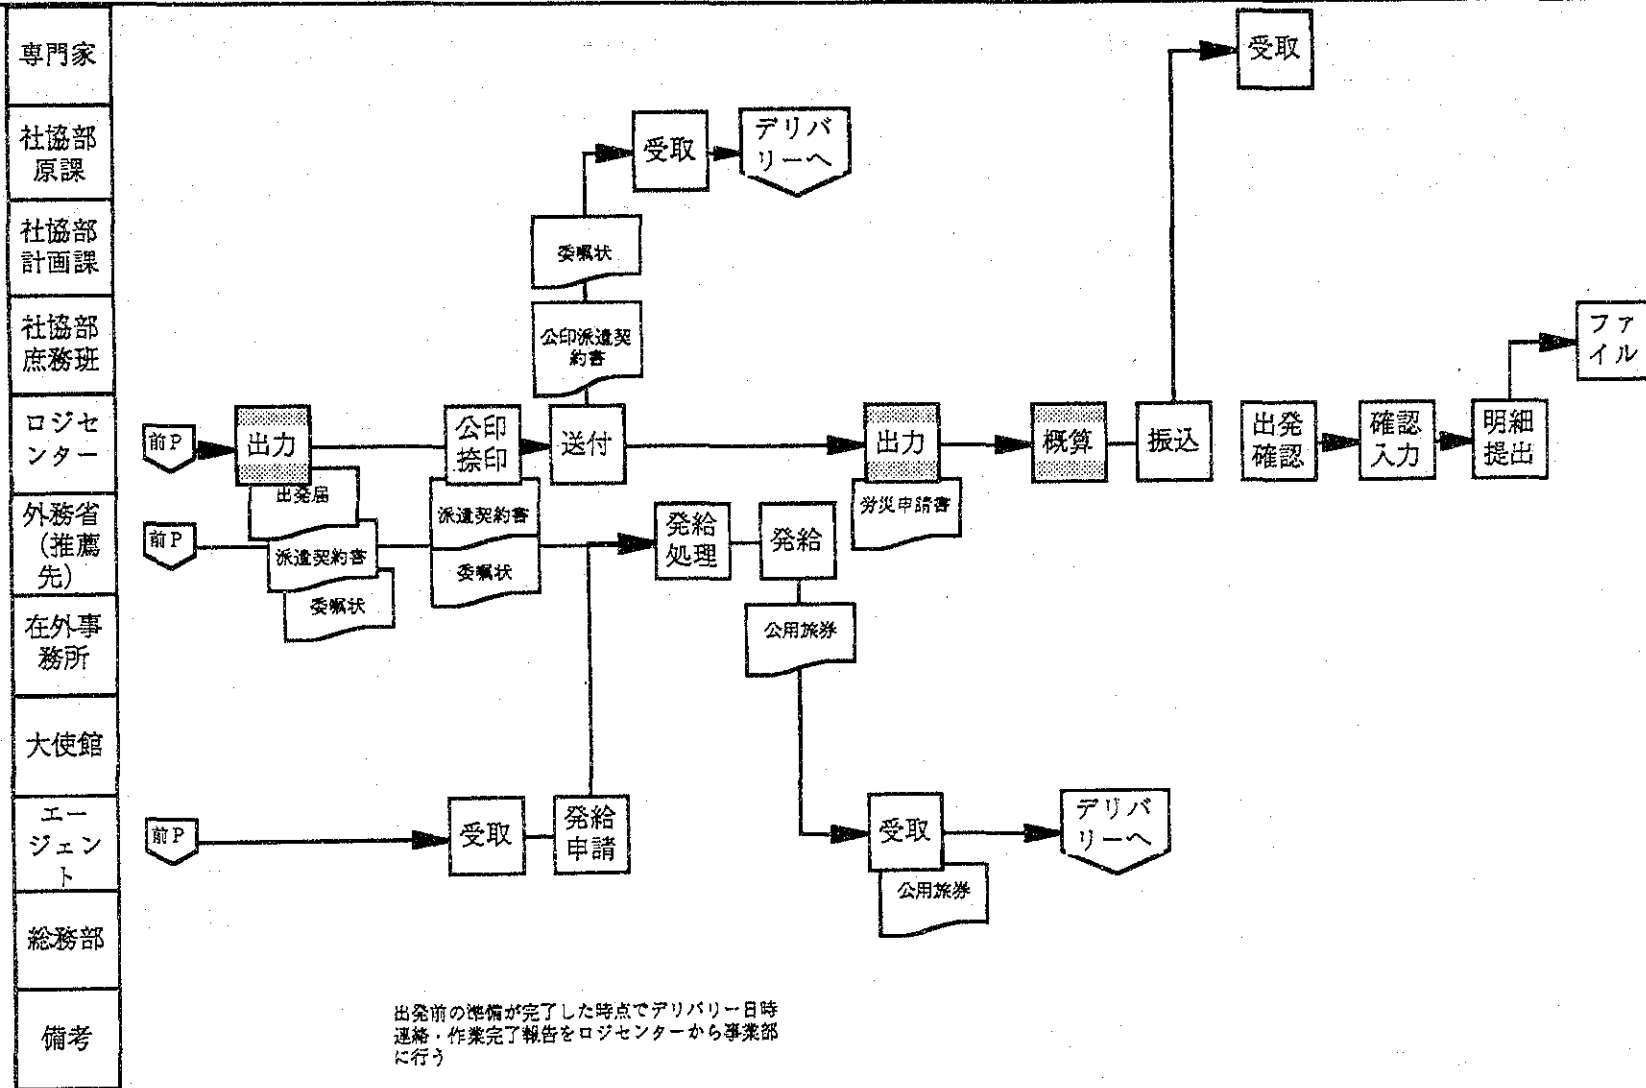 専門家
受取
社協部
原課
受取
デリバ
リーへ
社協部
計画課
委嘱状
社協部
庶務班
公印派遣契
約書
ファ
イル
ロジセ
ンター
前P
出力
公印
捺印
送付
出力
概算
振込
出発
確認
確認
入力
明細
提出
出発届
派遣契約書
委嘱状
派遣契約書
委嘱状
労災申請書
外務省
(推薦
先)
前P
発給
処理
発給
在外事
務所
公用旅券
大使館
エー
ジェン
ト
前P
受取
発給
申請
受取
デリバ
リーへ
公用旅券
総務部
備考
出発前の準備が完了した時点でデリバリー日時
連絡・作業完了報告をロジセンターから事業部
に行う